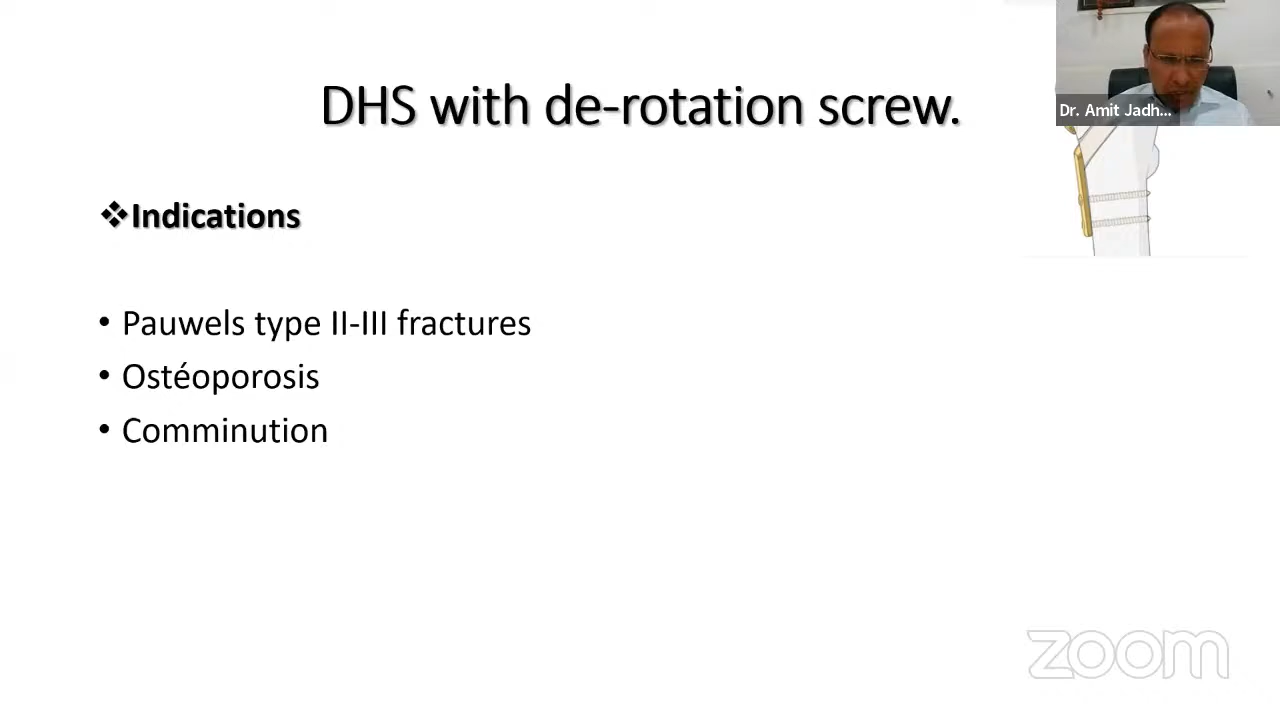 DHS with de-rotation screw.
Dr. Amit Jadh...
❖Indications
• Pauwels type II-III fractures
• Ostéoporosis
• Comminution
zoom